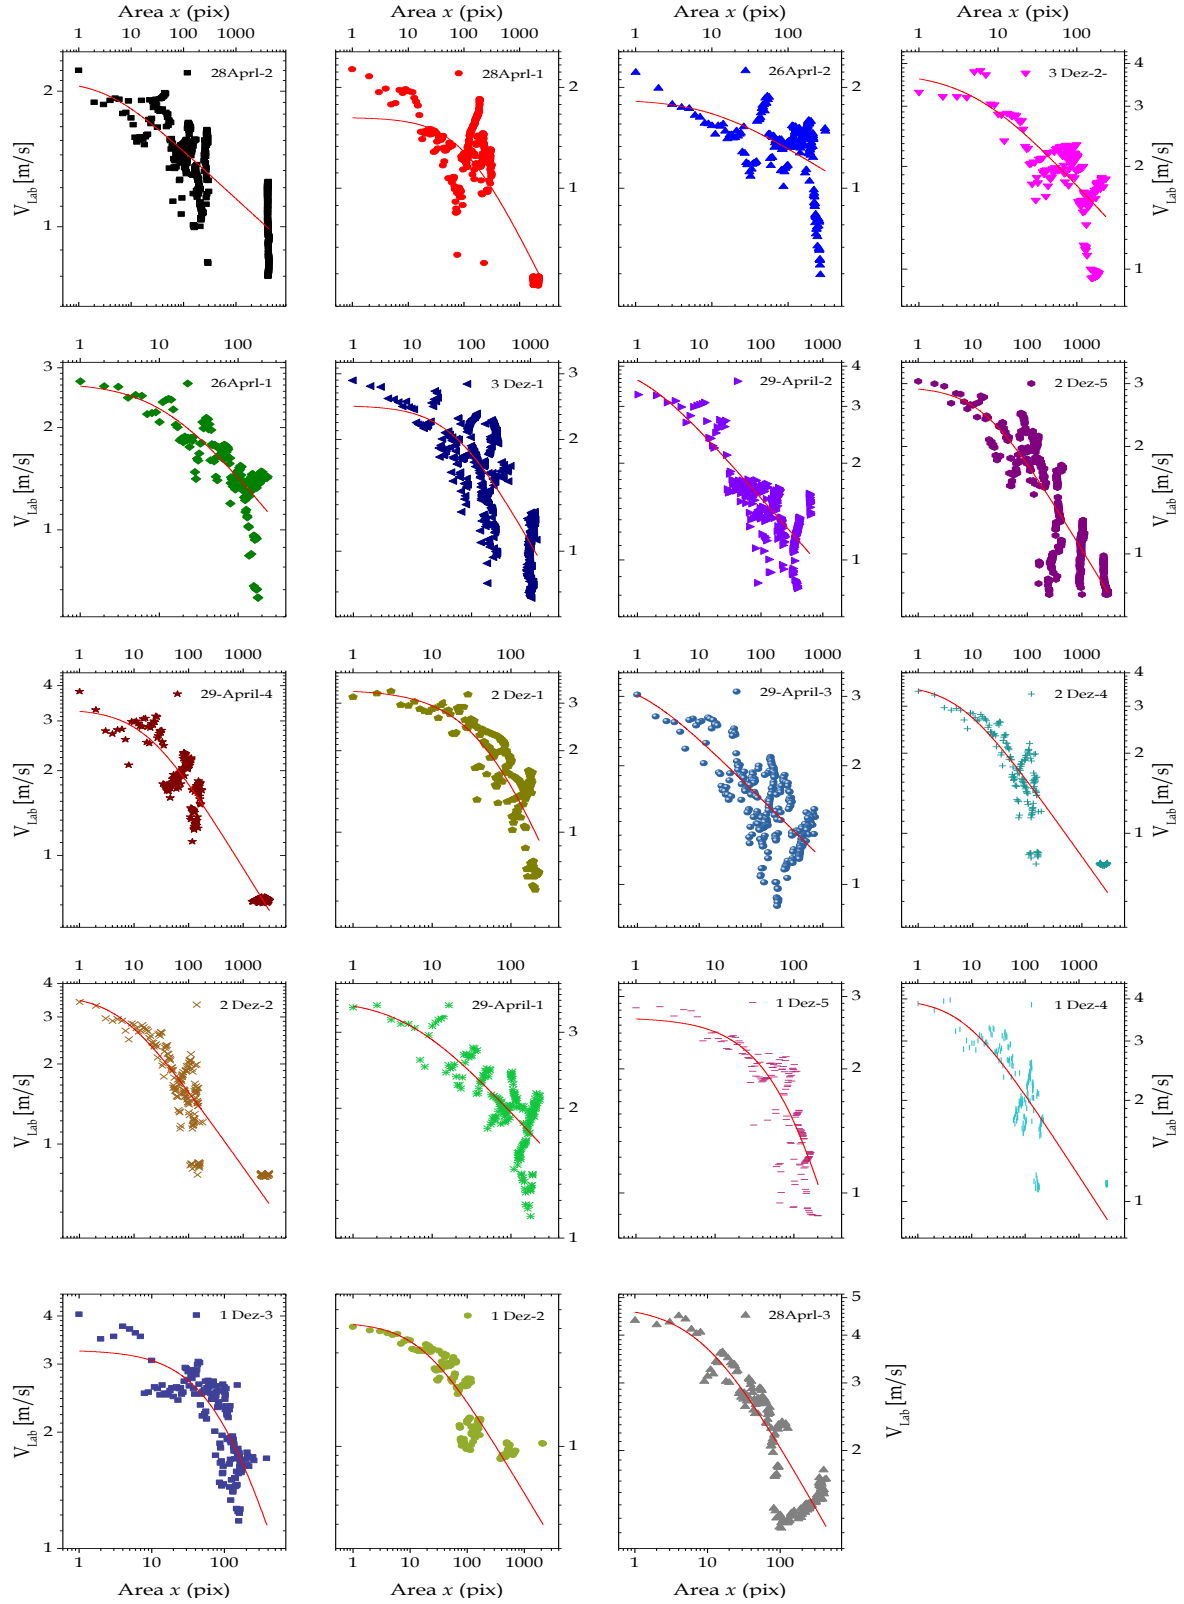 Area x (pix) Area x (pix) Area x (pix) Area x (pix)
1 10 100 1000 1 10 100 1000 1 10 100 1 10 100
V_Lab [m/s] 2 1 28Aprl-2
28Aprl-1 2 1
26Aprl-2 2 1
3 Dez-2- 4 3 2 1 V_Lab [m/s]
1 10 100 1 10 100 1000 1 10 100 1000 1 10 100 1000
V_Lab [m/s] 3 2 1 26Aprl-1
3 Dez-1 3 2 1
29-April-2 4 3 2 1
2 Dez-5 3 2 1 V_Lab [m/s]
1 10 100 1000 1 10 100 1 10 100 1000 1 10 100 1000
V_Lab [m/s] 4 3 2 1 29-April-4
2 Dez-1 3 2 1
29-April-3 3 2 1
2 Dez-4 4 3 2 1 V_Lab [m/s]
1 10 100 1000 1 10 100 1 10 100 1 10 100 1000
V_Lab [m/s] 4 3 2 1 2 Dez-2
29-April-1 3 2 1
1 Dez-5 3 2 1
1 Dez-4 4 3 2 1 V_Lab [m/s]
V_Lab [m/s] 4 3 2 1 1 Dez-3
1 Dez-2 1
28Aprl-3 5 4 3 2 V_Lab [m/s]
1 10 100 1 10 100 1000 1 10 100
Area x (pix) Area x (pix) Area x (pix)